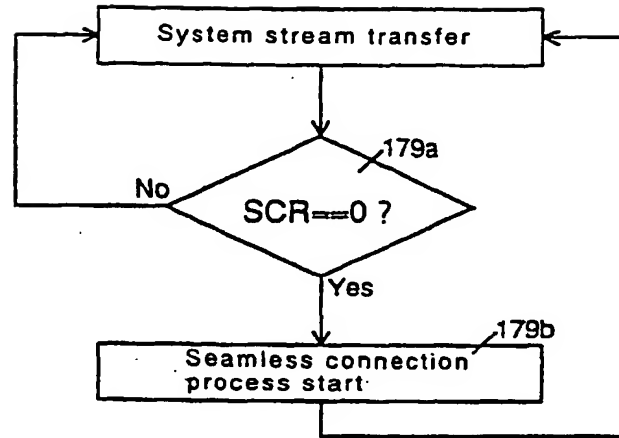 System stream transfer
179a
No
SCR==0 ?
Yes
179b
Seamless connection
process start